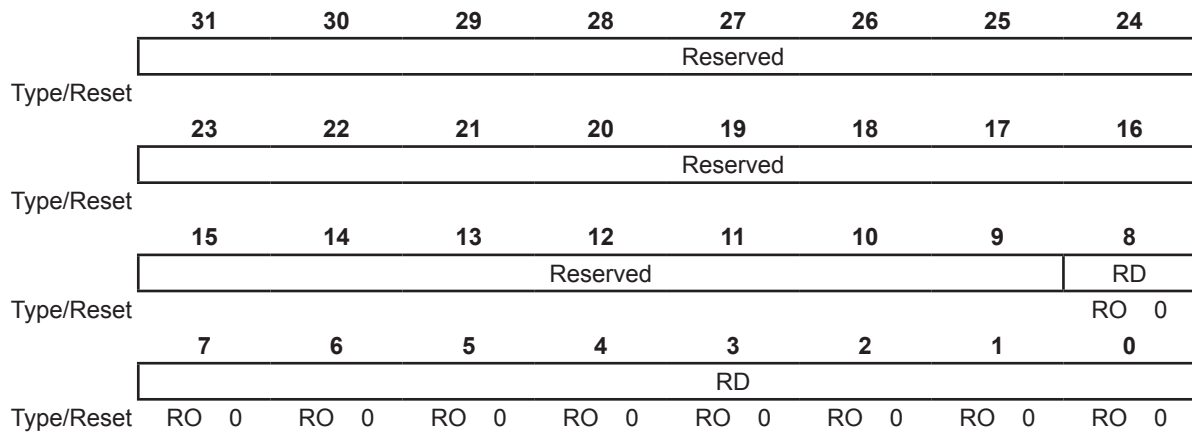 31 30 29 28 27 26 25 24
Reserved
Type/Reset
23 22 21 20 19 18 17 16
Reserved
Type/Reset
15 14 13 12 11 10 9 8
Reserved RD
Type/Reset RO 0
7 6 5 4 3 2 1 0
RD
Type/Reset RO 0 RO 0 RO 0 RO 0 RO 0 RO 0 RO 0 RO 0